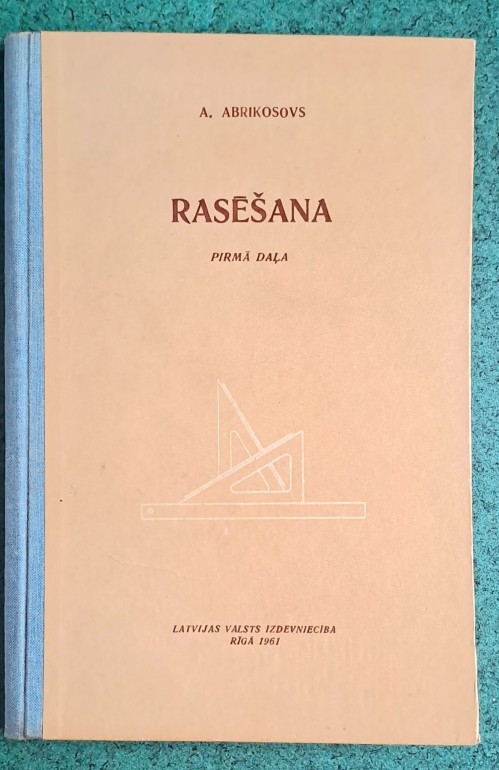 A. ABRIKOSOVS
RASĒŠANA
PIRMĀ DAĻA
LATVIJAS VALSTS IZDEVNIECĪBA
RĪGĀ 1961